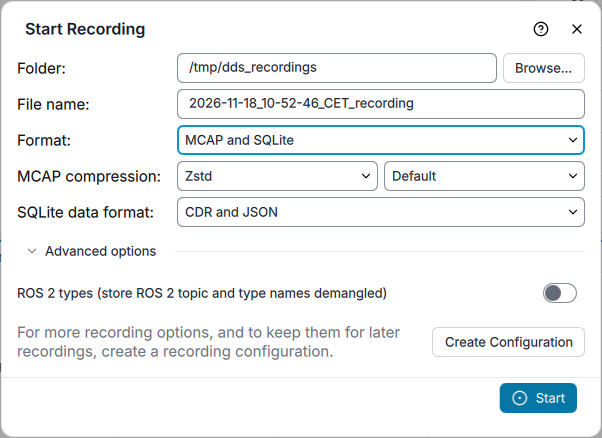 Start Recording
Folder: /tmp/dds_recordings Browse...
File name: 2026-11-18_10-52-46_CET_recording
Format: MCAP and SQLite
MCAP compression: Zstd Default
SQLite data format: CDR and JSON
Advanced options
ROS 2 types (store ROS 2 topic and type names demangled)
For more recording options, and to keep them for later
recordings, create a recording configuration.
Create Configuration
Start